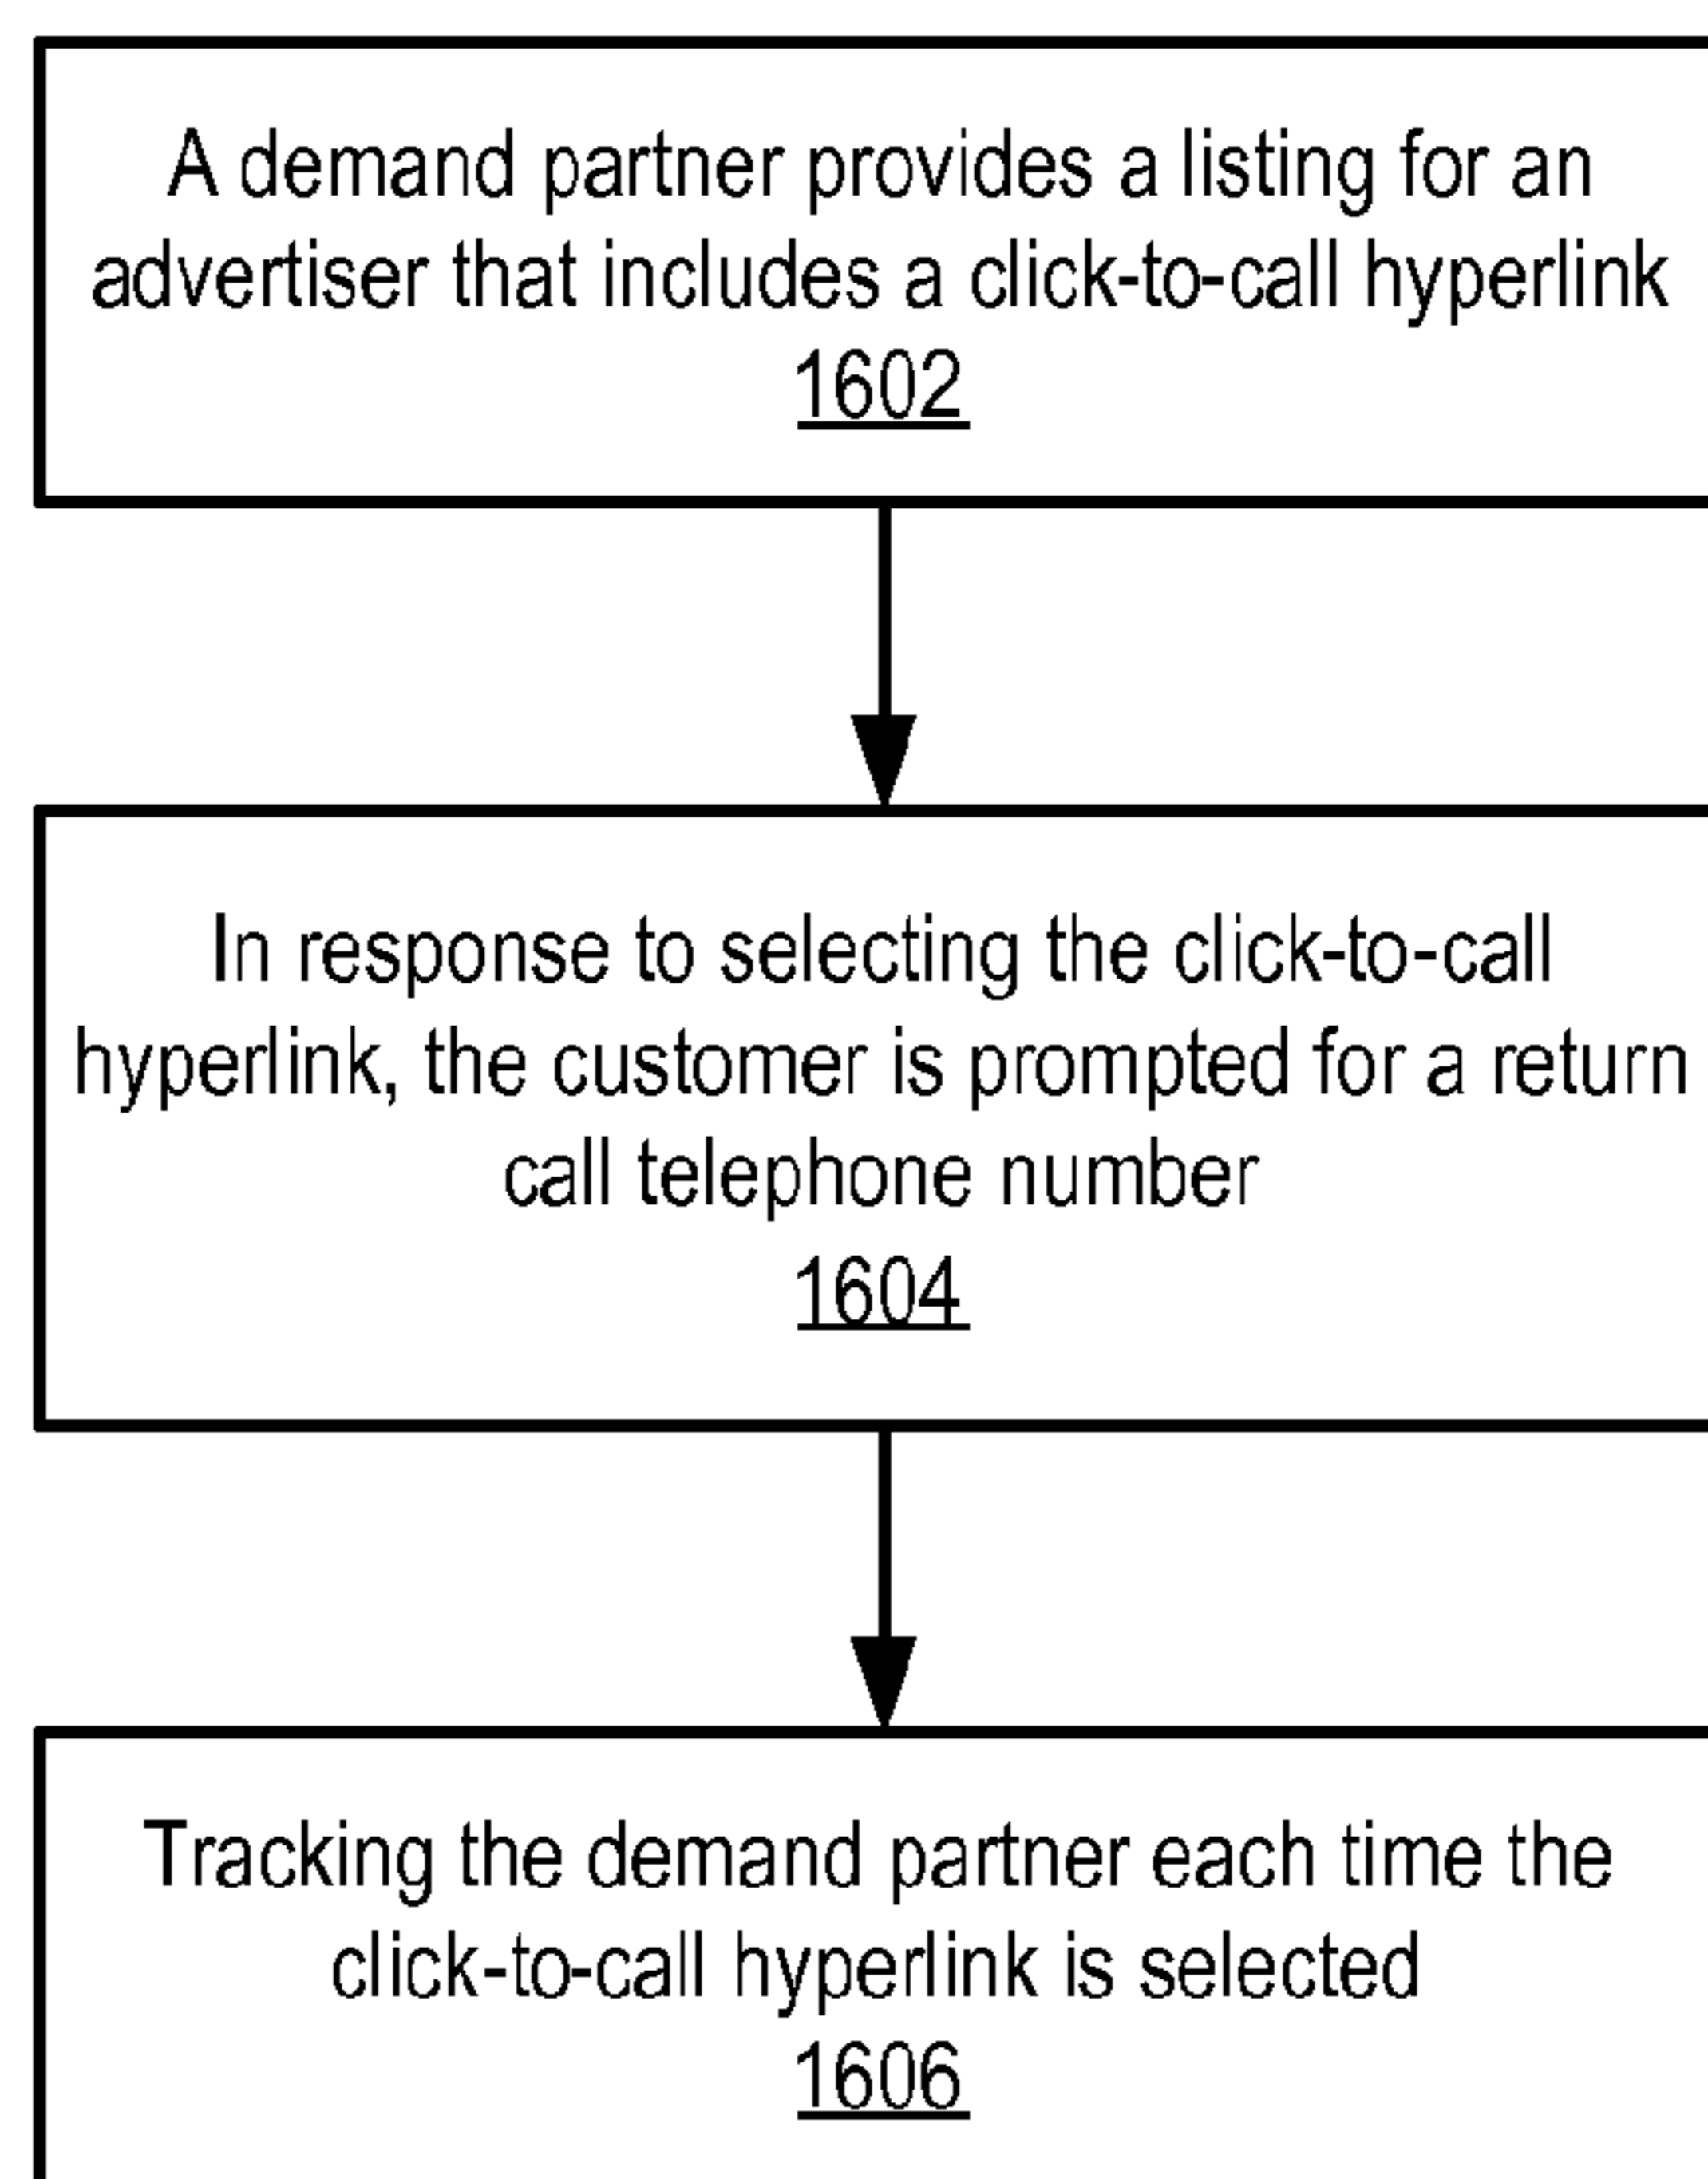 A demand partner provides a listing for an
advertiser that includes a click-to-call hyperlink
1602
In response to selecting the click-to-call
hyperlink, the customer is prompted for a return
call telephone number
1604
Tracking the demand partner each time the
click-to-call hyperlink is selected
1606